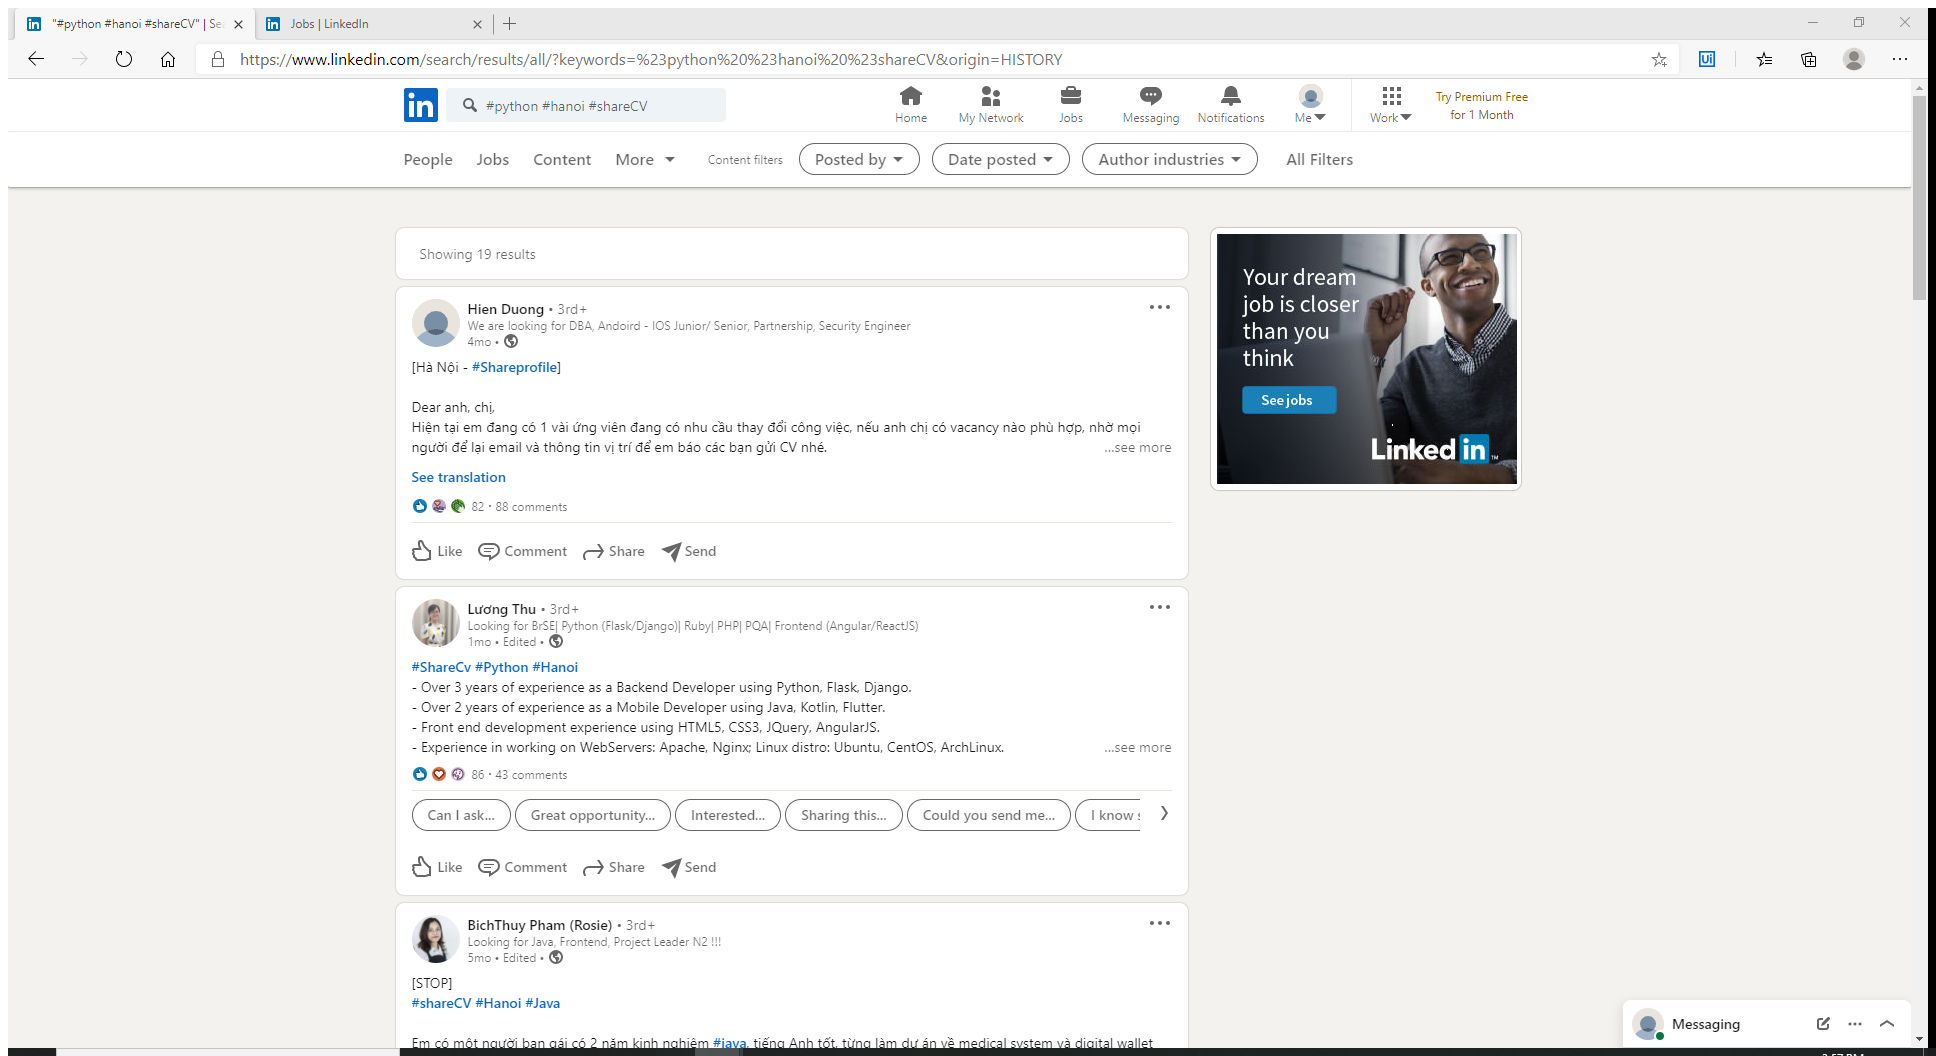 "#python #hanoi #shareCV" | Sea
Jobs | LinkedIn
https://www.linkedin.com/search/results/all/?keywords=%23python%20%23hanoi%20%23shareCV&origin=HISTORY
in
#python #hanoi #shareCV
Home
My Network
Jobs
Messaging
Notifications
Me
Work
Try Premium Free
for 1 Month
People
Jobs
Content
More
Content filters
Posted by
Date posted
Author industries
All Filters
Showing 19 results
Hien Duong • 3rd+
We are looking for DBA, Andoird - IOS Junior/ Senior, Partnership, Security Engineer
4mo •
[Hà Nội - #Shareprofile]
Dear anh, chị,
Hiện tại em đang có 1 vài ứng viên đang có nhu cầu thay đổi công việc, nếu anh chị có vacancy nào phù hợp, nhờ mọi
người để lại email và thông tin vị trí để em báo các bạn gửi CV nhé.
...see more
See translation
82 • 88 comments
Like
Comment
Share
Send
Lương Thu • 3rd+
Looking for BrSE| Python (Flask/Django)| Ruby| PHP| PQA| Frontend (Angular/ReactJS)
1mo • Edited •
#ShareCv #Python #Hanoi
- Over 3 years of experience as a Backend Developer using Python, Flask, Django.
- Over 2 years of experience as a Mobile Developer using Java, Kotlin, Flutter.
- Front end development experience using HTML5, CSS3, JQuery, AngularJS.
- Experience in working on WebServers: Apache, Nginx; Linux distro: Ubuntu, CentOS, ArchLinux.
...see more
86 • 43 comments
Can I ask...
Great opportunity...
Interested...
Sharing this...
Could you send me...
I know s
Like
Comment
Share
Send
BichThuy Pham (Rosie) • 3rd+
Looking for Java, Frontend, Project Leader N2 !!!
5mo • Edited •
[STOP]
#shareCV #Hanoi #Java
Em có một người bạn gái có 2 năm kinh nghiệm #java, tiếng Anh tốt, từng làm dự án về medical system và digital wallet
Your dream
job is closer
than you
think
See jobs
Linked in
Messaging